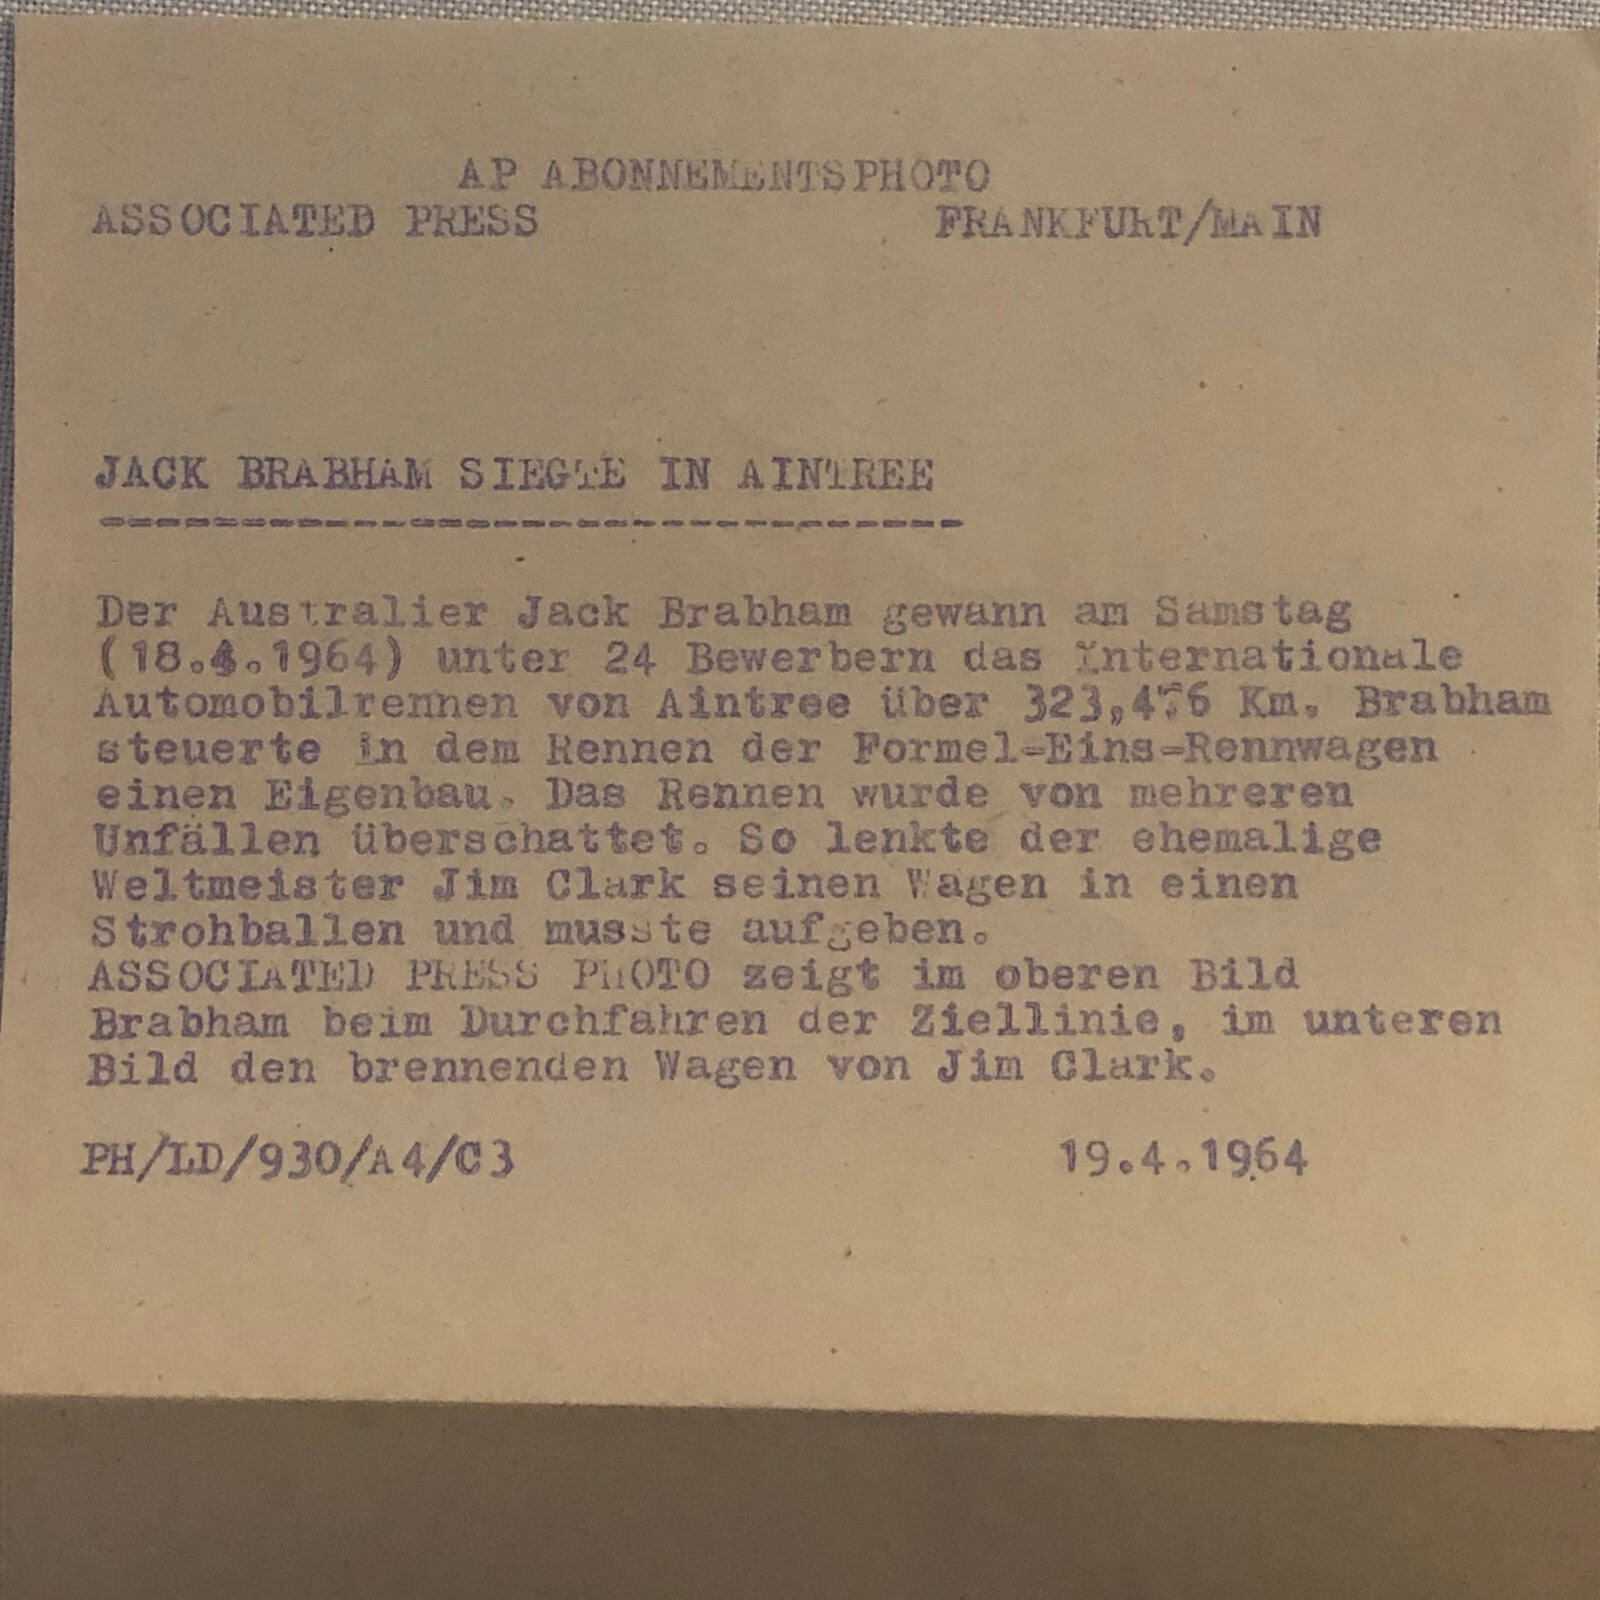 AP ABONNEMENTSPHOTO
ASSOCIATED PRESS FRANKFURT/MAIN
JACK BRABHAM SIEGTE IN AINTREE
-------------------------------
Der Australier Jack Brabham gewann am Samstag
(18.4.1964) unter 24 Bewerbern das Internationale
Automobilrennen von Aintree über 323,476 Km. Brabham
steuerte in dem Rennen der Formel-Eins-Rennwagen
einen Eigenbau. Das Rennen wurde von mehreren
Unfällen überschattet. So lenkte der ehemalige
Weltmeister Jim Clark seinen Wagen in einen
Strohballen und musste aufgeben.
ASSOCIATED PRESS PHOTO zeigt im oberen Bild
Brabham beim Durchfahren der Ziellinie, im unteren
Bild den brennenden Wagen von Jim Clark.
PH/LD/930/A4/C3 19.4.1964